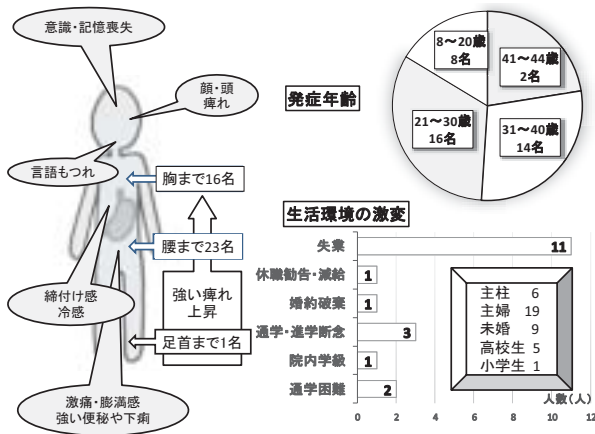 意識・記憶喪失
顔・頭
痺れ
言語もつれ
胸まで16名
腰まで23名
強い痺れ
上昇
足首まで1名
締付け感
冷感
激痛・膨満感
強い便秘や下痢
発症年齢
8～20歳
8名
41～44歳
2名
21～30歳
16名
31～40歳
14名
生活環境の激変
失業
11
休職勧告・減給
1
婚約破棄
1
通学・進学断念
3
院内学級
1
通学困難
2
0 2 4 6 8 10 12
人数(人)
主柱 6
主婦 19
未婚 9
高校生 5
小学生 1